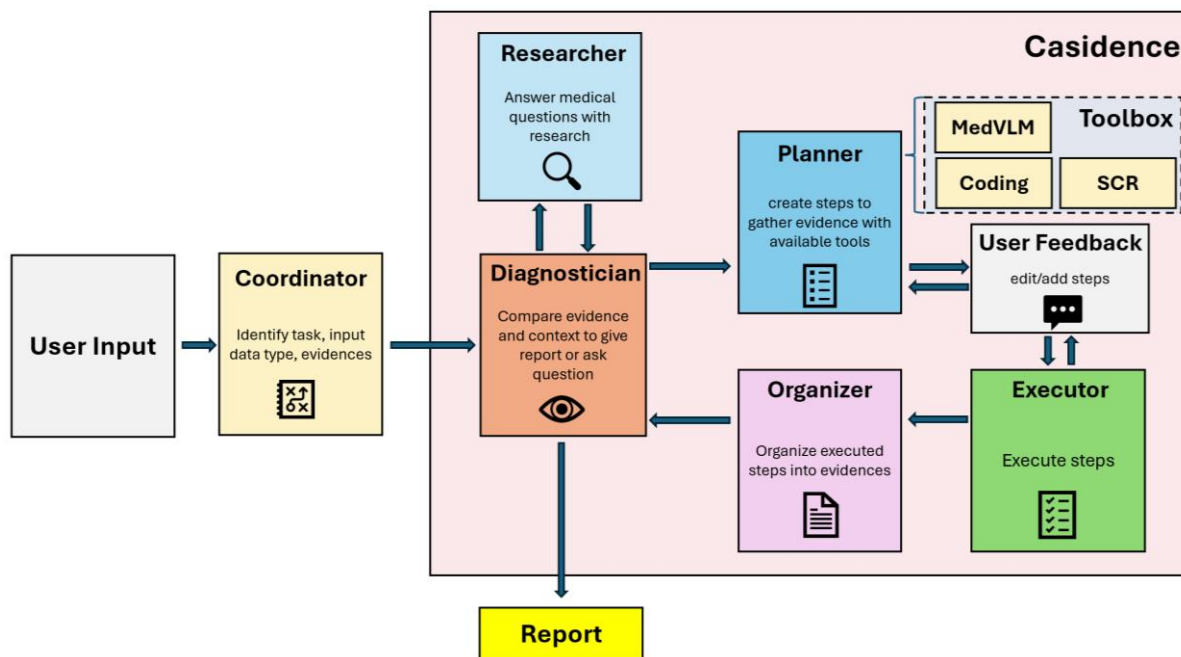 Casidence
Researcher
Answer medical
questions with
research
Toolbox
MedVLM
Coding
SCR
Planner
create steps to
gather evidence with
available tools
User Feedback
edit/add steps
User Input
Coordinator
Identify task, input
data type, evidences
Diagnostician
Compare evidence
and context to give
report or ask
question
Organizer
Organize executed
steps into evidences
Executor
Execute steps
Report